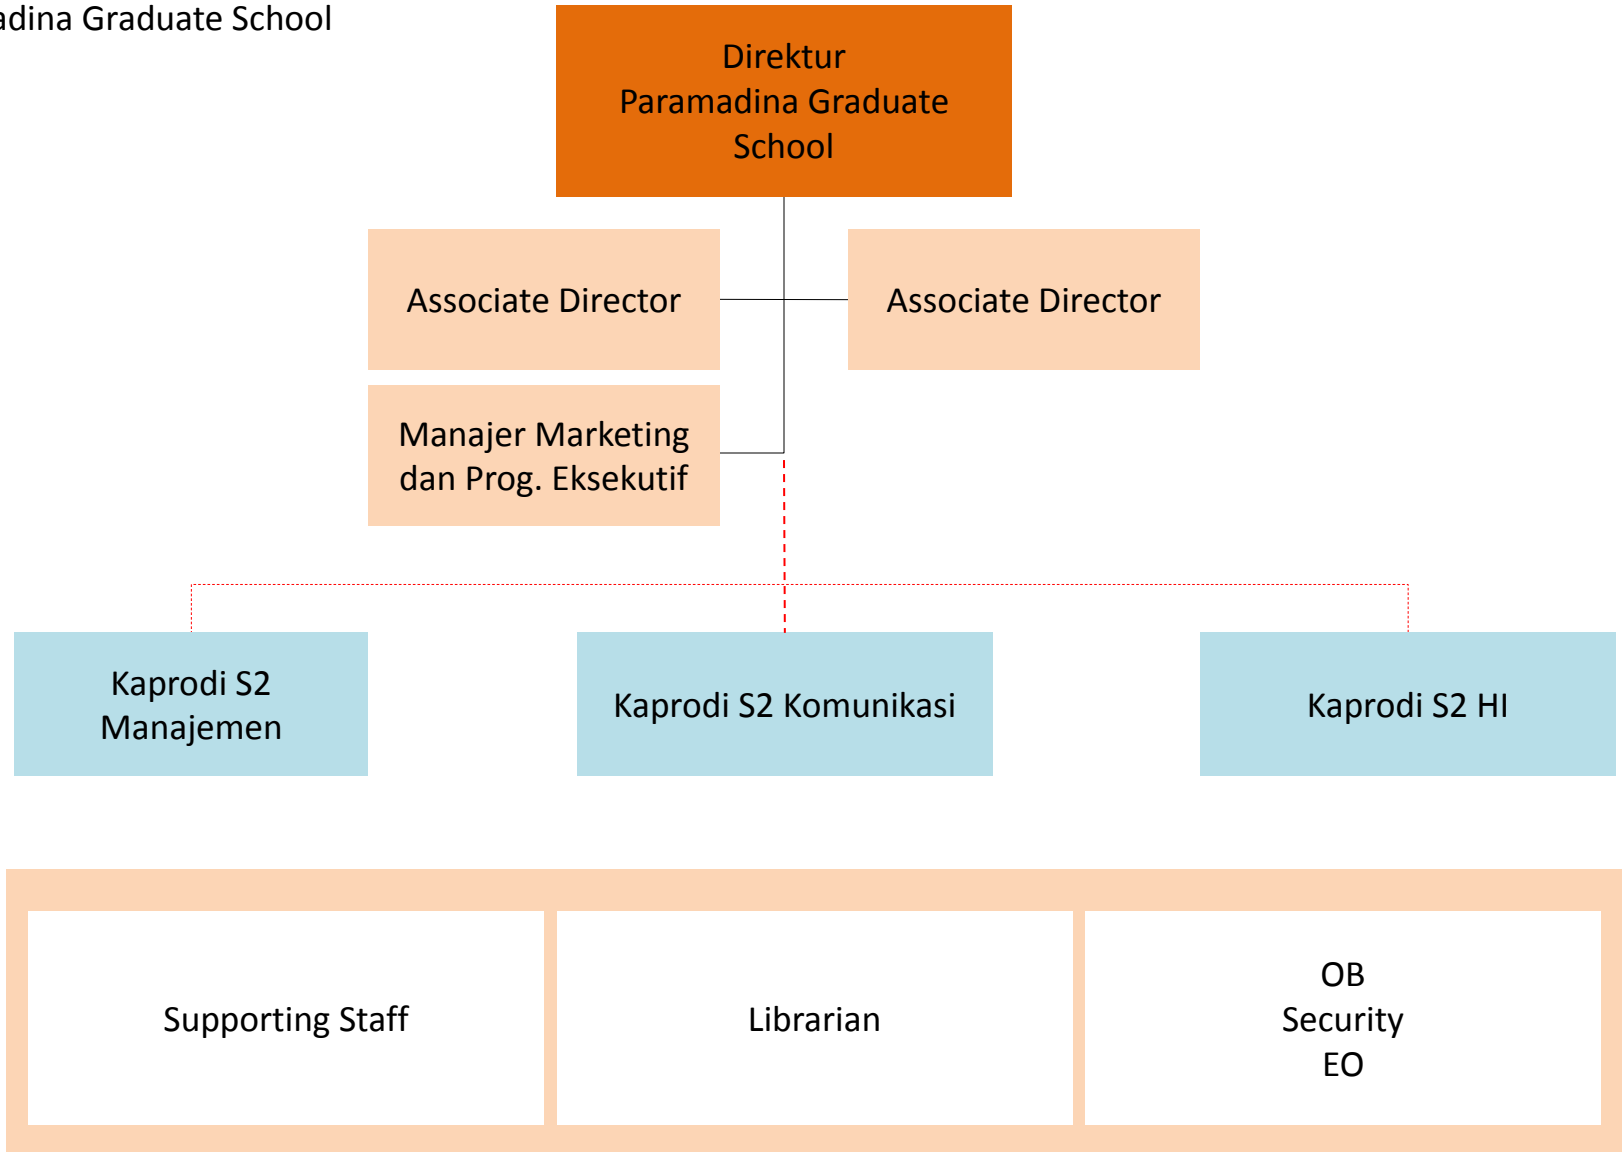 Graduate School
Direktur
Paramadina Graduate
School
Associate Director
Associate Director
Manajer Marketing
dan Prog. Eksekutif
Kaprodi S2
Manajemen
Kaprodi S2 Komunikasi
Kaprodi S2 HI
Supporting Staff
Librarian
OB
Security
EO